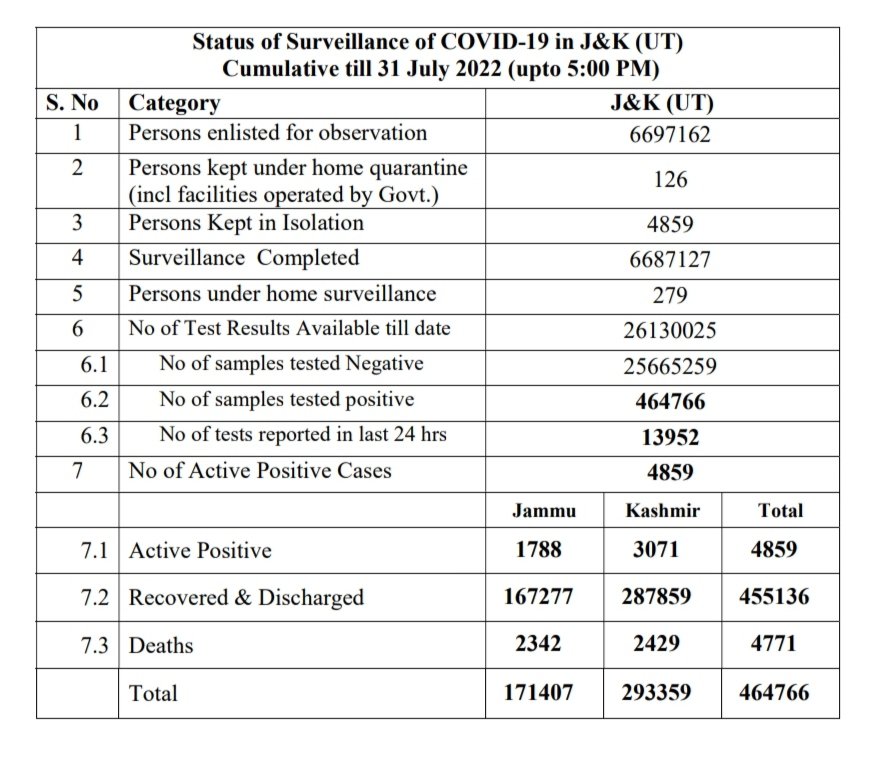 Status of Surveillance of COVID-19 in J&K (UT)
Cumulative till 31 July 2022 (upto 5:00 PM)
S. No Category J&K (UT)
1 Persons enlisted for observation 6697162
2 Persons kept under home quarantine
(incl facilities operated by Govt.) 126
3 Persons Kept in Isolation 4859
4 Surveillance Completed 6687127
5 Persons under home surveillance 279
6 No of Test Results Available till date 26130025
6.1 No of samples tested Negative 25665259
6.2 No of samples tested positive 464766
6.3 No of tests reported in last 24 hrs 13952
7 No of Active Positive Cases 4859
Jammu Kashmir Total
7.1 Active Positive 1788 3071 4859
7.2 Recovered & Discharged 167277 287859 455136
7.3 Deaths 2342 2429 4771
Total 171407 293359 464766